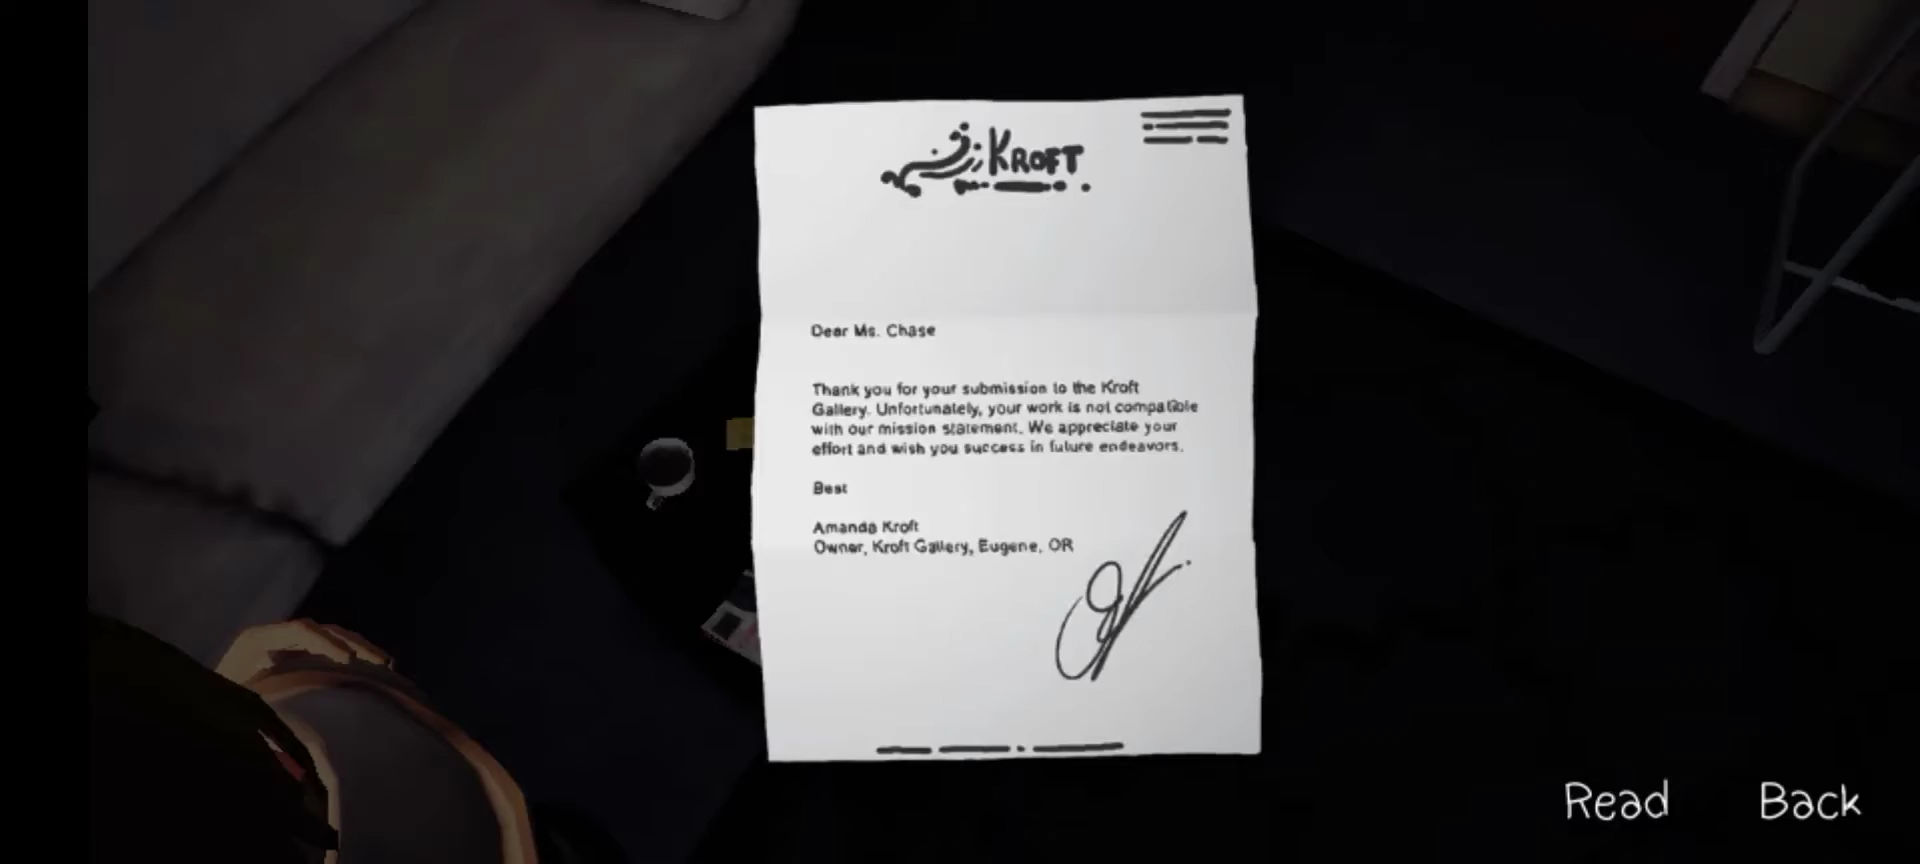 KROFT
Dear Ms. Chase
Thank you for your submission to the Kroft
Gallery. Unfortunately, your work is not compatible
with our mission statement. We appreciate your
effort and wish you success in future endeavors.
Best
Amanda Kroft
Owner, Kroft Gallery, Eugene, OR
Read Back